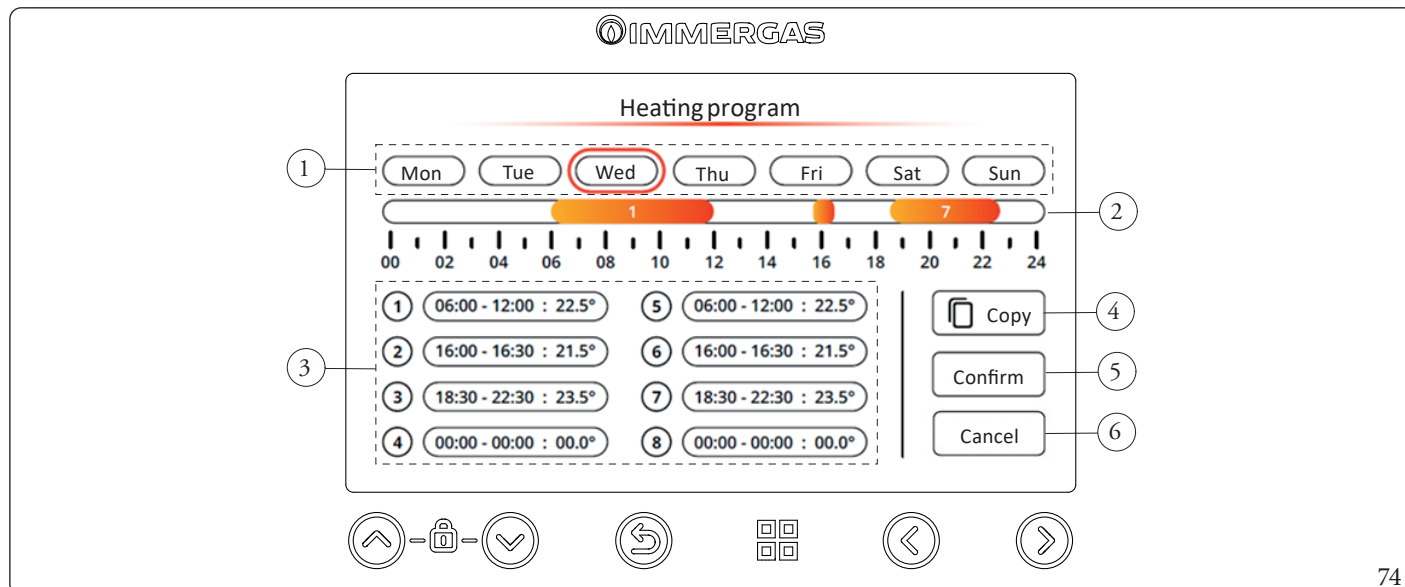 IMMERGAS
Heating program
1 Mon Tue Wed Thu Fri Sat Sun
1 7 2
00 02 04 06 08 10 12 14 16 18 20 22 24
1 06:00 - 12:00 : 22.5° 5 06:00 - 12:00 : 22.5° Copy 4
2 16:00 - 16:30 : 21.5° 6 16:00 - 16:30 : 21.5°
3 Confirm 5
3 18:30 - 22:30 : 23.5° 7 18:30 - 22:30 : 23.5°
4 00:00 - 00:00 : 00.0° 8 00:00 - 00:00 : 00.0° Cancel 6
74